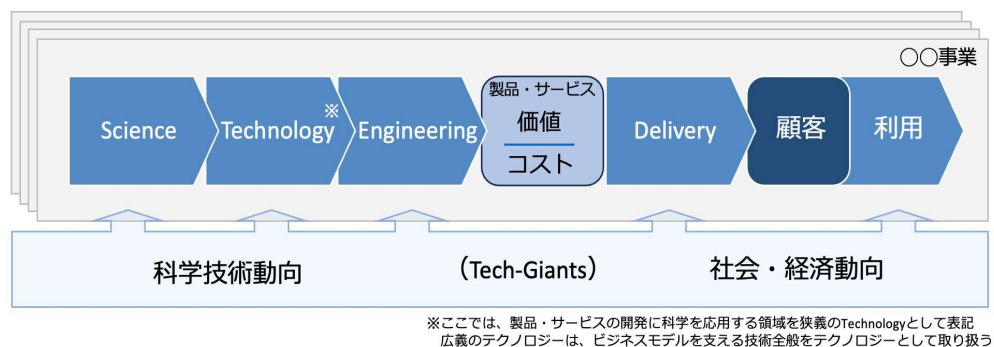 〇〇事業
Science
Technology
※
Engineering
製品・サービス
価値
コスト
Delivery
顧客
利用
科学技術動向
（Tech-Giants）
社会・経済動向
※ここでは、製品・サービスの開発に科学を応用する領域を狭義のTechnologyとして表記
広義のテクノロジーは、ビジネスモデルを支える技術全般をテクノロジーとして取り扱う